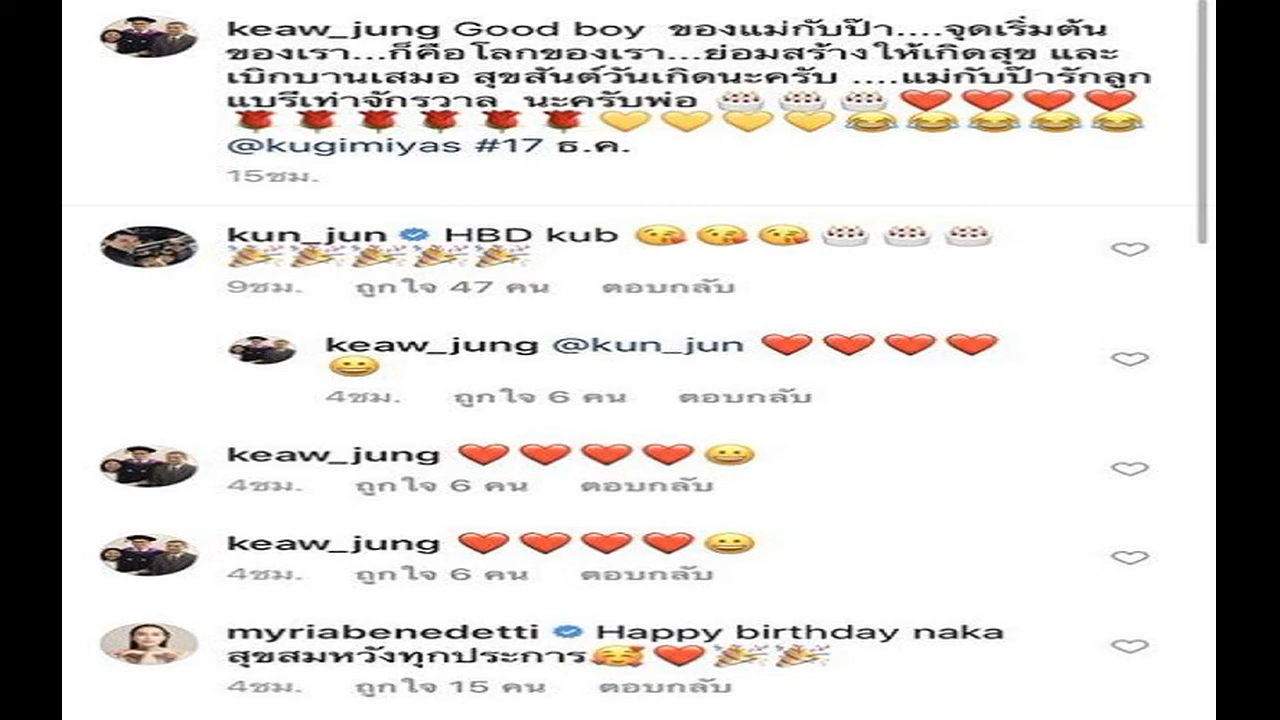 keaw_jung Good boy ของแม่กับป๊า....จุดเริ่มต้น
ของเรา...ก็คือโลกของเรา...ย่อมสร้างให้เกิดสุข และ
เบิกบานเสมอ สุขสันต์วันเกิดนะครับ ....แม่กับป๊ารักลูก
แบรี่เท่าจักรวาล นะครับพ่อ 🎂🎂🎂❤️❤️❤️❤️
🌹🌹🌹🌹🌹🌹💛💛💛💛😂😂😂😂😂
@kugimiyas #17 ธ.ค.
15ชม.
kun_jun HBD kub 😘😘😘🎂🎂🎂
🎉🎉🎉🎉🎉
9ชม. ถูกใจ 47 คน ตอบกลับ
keaw_jung @kun_jun ❤️❤️❤️❤️
😀
4ชม. ถูกใจ 6 คน ตอบกลับ
keaw_jung ❤️❤️❤️❤️😀
4ชม. ถูกใจ 6 คน ตอบกลับ
keaw_jung ❤️❤️❤️❤️😀
4ชม. ถูกใจ 6 คน ตอบกลับ
myriabenedetti Happy birthday naka
สุขสมหวังทุกประการ🥰❤️🎉🎉
4ชม. ถูกใจ 15 คน ตอบกลับ